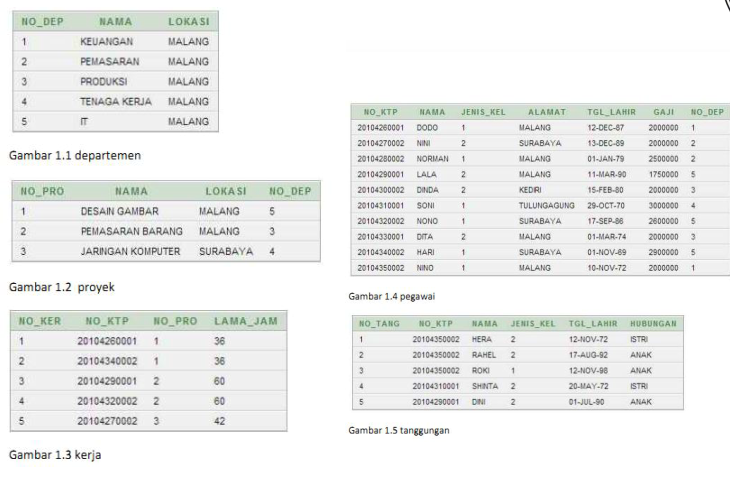 NO_DEP NAMA LOKASI
1 KEUANGAN MALANG
2 PEMASARAN MALANG
3 PRODUKSI MALANG
4 TENAGA KERJA MALANG
5 IT MALANG
Gambar 1.1 departemen
NO_PRO NAMA LOKASI NO_DEP
1 DESAIN GAMBAR MALANG 5
2 PEMASARAN BARANG MALANG 3
3 JARINGAN KOMPUTER SURABAYA 4
Gambar 1.2 proyek
NO_KER NO_KTP NO_PRO LAMA_JAM
1 20104260001 1 36
2 20104340002 1 36
3 20104290001 2 60
4 20104320002 2 60
5 20104270002 3 42
Gambar 1.3 kerja
NO_KTP NAMA JENIS_KEL ALAMAT TGL_LAHIR GAJI NO_DEP
20104260001 DODO 1 MALANG 12-DEC-87 2000000 1
20104270002 NINI 2 SURABAYA 13-DEC-89 2000000 2
20104280002 NORMAN 1 MALANG 01-JAN-79 2500000 2
20104290001 LALA 2 MALANG 11-MAR-90 1750000 5
20104300002 DINDA 2 KEDIRI 15-FEB-80 2000000 3
20104310001 SONI 1 TULUNGAGUNG 29-OCT-70 3000000 4
20104320002 NONO 1 SURABAYA 17-SEP-86 2600000 5
20104330001 DITA 2 MALANG 01-MAR-74 2000000 3
20104340002 HARI 1 SURABAYA 01-NOV-69 2900000 5
20104350002 NINO 1 MALANG 10-NOV-72 2000000 1
Gambar 1.4 pegawai
NO_TANG NO_KTP NAMA JENIS_KEL TGL_LAHIR HUBUNGAN
1 20104350002 HERA 2 12-NOV-72 ISTRI
2 20104350002 RAHEL 2 17-AUG-92 ANAK
3 20104350002 ROKI 1 12-NOV-98 ANAK
4 20104310001 SHINTA 2 20-MAY-72 ISTRI
5 20104290001 DINI 2 01-JUL-90 ANAK
Gambar 1.5 tanggungan